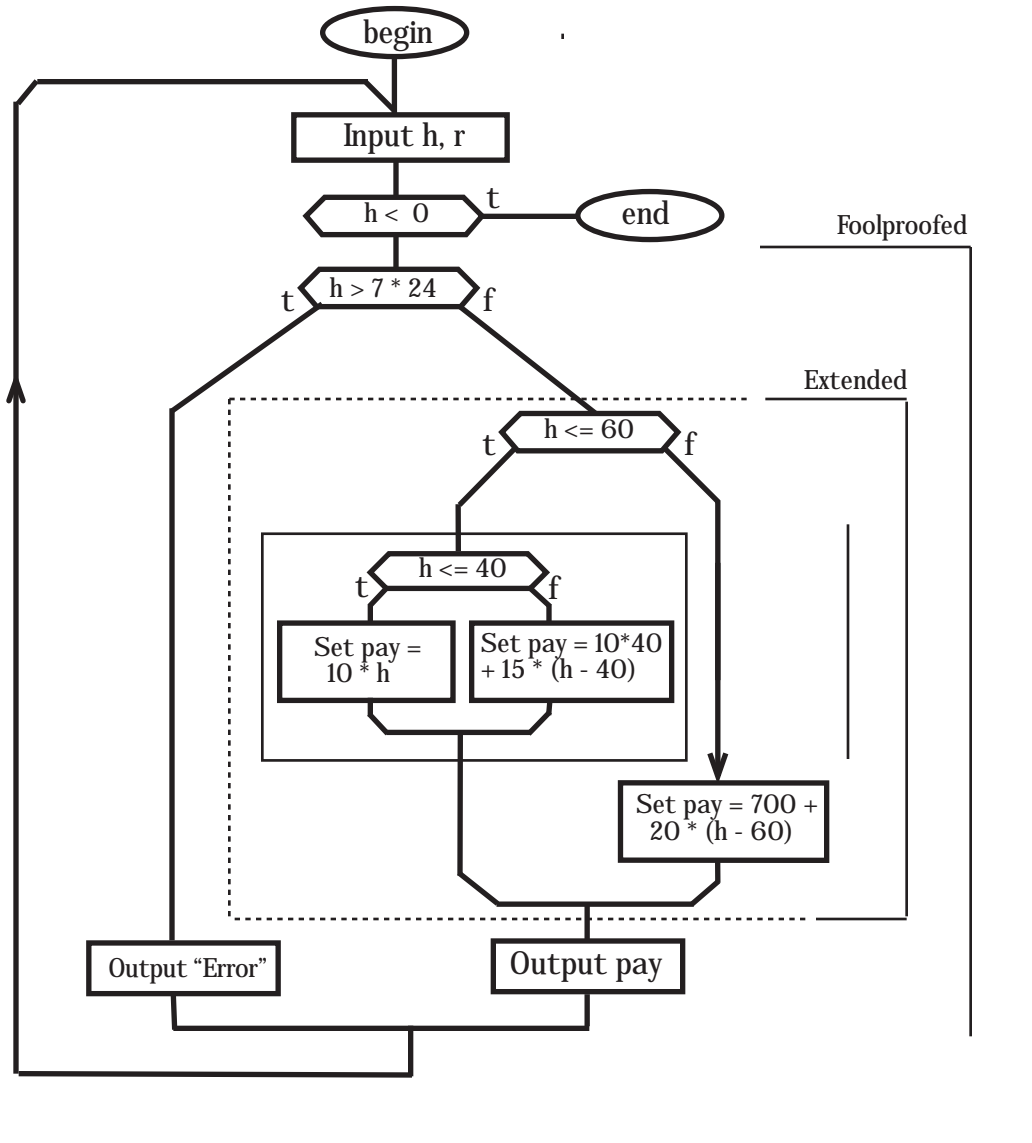 begin
Input h, r
h < 0
t
end
Foolproofed
h > 7 * 24
t
f
Extended
h <= 60
t
f
h <= 40
t
f
Set pay =
10 * h
Set pay = 10*40
+ 15 * (h - 40)
Set pay = 700 +
20 * (h - 60)
Output "Error"
Output pay